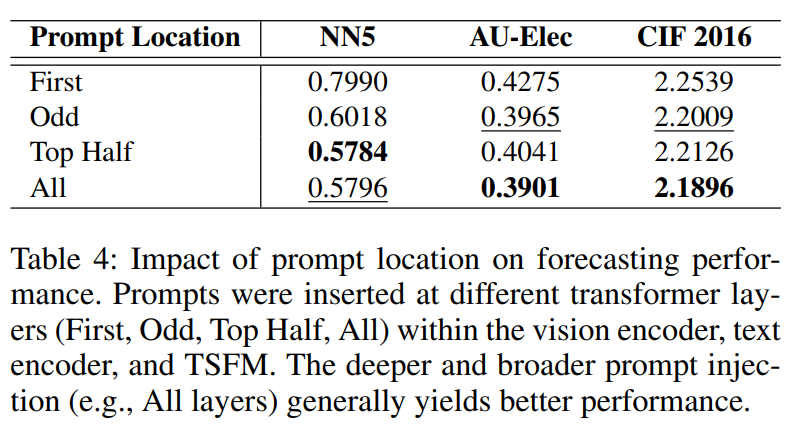 Prompt Location NN5 AU-Elec CIF 2016
First 0.7990 0.4275 2.2539
Odd 0.6018 0.3965 2.2009
Top Half 0.5784 0.4041 2.2126
All 0.5796 0.3901 2.1896
Table 4: Impact of prompt location on forecasting perfor-
mance. Prompts were inserted at different transformer lay-
ers (First, Odd, Top Half, All) within the vision encoder, text
encoder, and TSFM. The deeper and broader prompt injec-
tion (e.g., All layers) generally yields better performance.